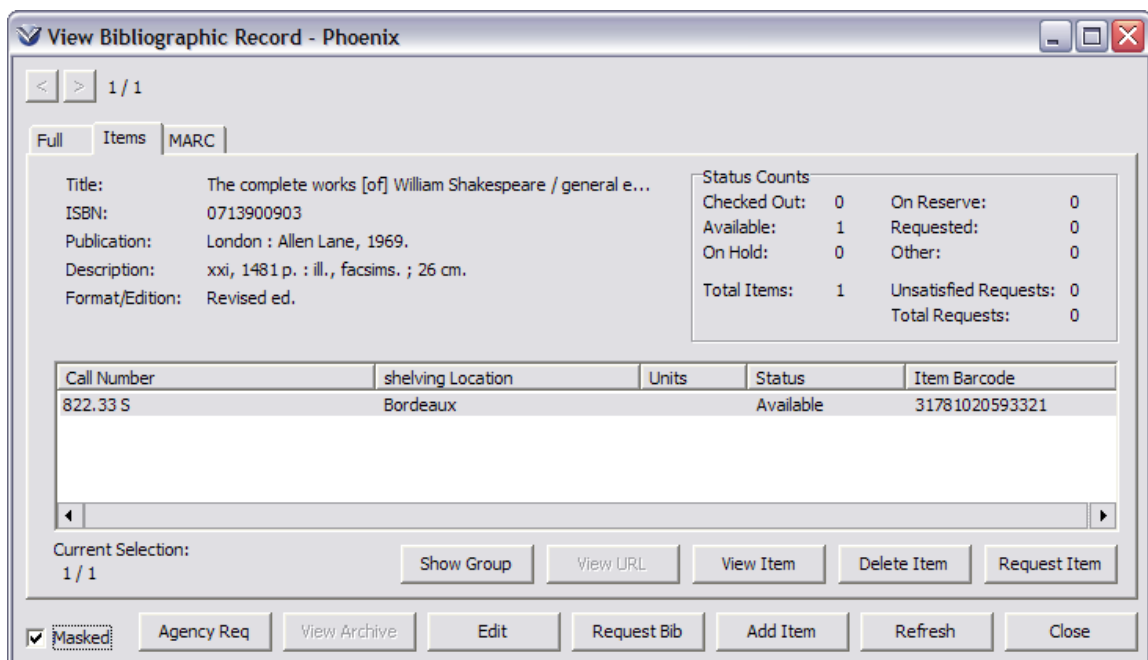 View Bibliographic Record - Phoenix
< > 1 / 1
Full Items MARC
Title: The complete works [of] William Shakespeare / general e...
ISBN: 0713900903
Publication: London : Allen Lane, 1969.
Description: xxi, 1481 p. : ill., facsims. ; 26 cm.
Format/Edition: Revised ed.
Status Counts
Checked Out: 0 On Reserve: 0
Available: 1 Requested: 0
On Hold: 0 Other: 0
Total Items: 1 Unsatisfied Requests: 0
Total Requests: 0
Call Number shelving Location Units Status Item Barcode
822.33 S Bordeaux Available 31781020593321
Current Selection:
1 / 1
Show Group View URL View Item Delete Item Request Item
Masked Agency Req View Archive Edit Request Bib Add Item Refresh Close